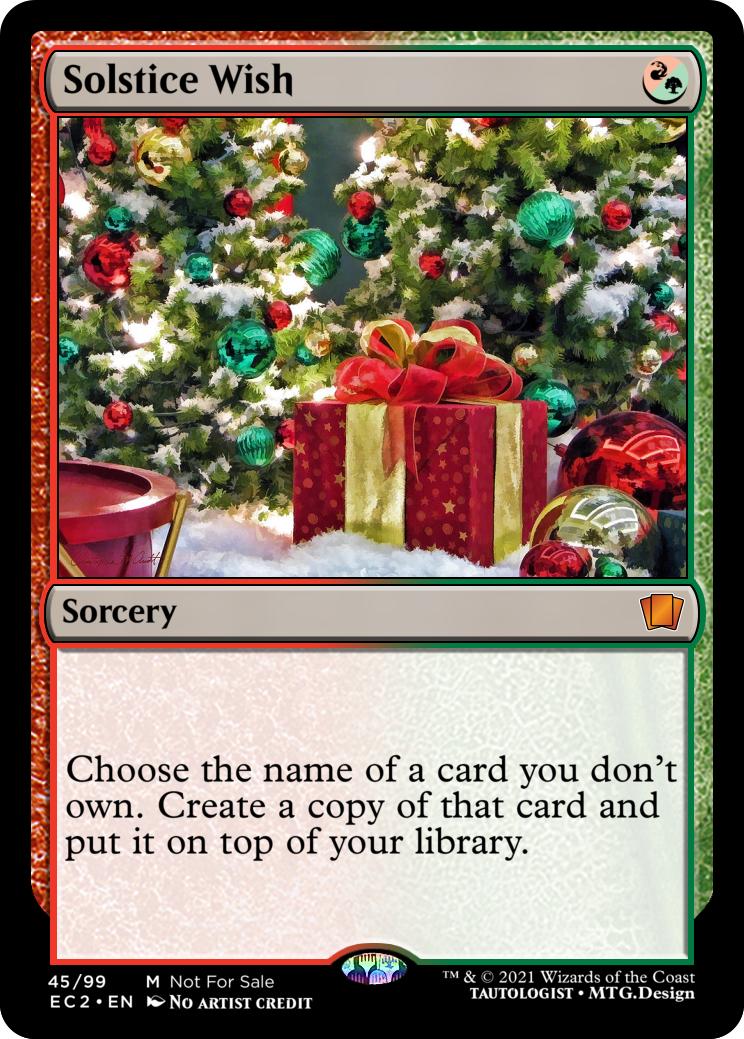 Solstice Wish
Sorcery
Choose the name of a card you don't
own. Create a copy of that card and
put it on top of your library.
45/99 M Not For Sale
EC2 • EN No artist credit
™ & © 2021 Wizards of the Coast
TAUTOLOGIST • MTG.Design